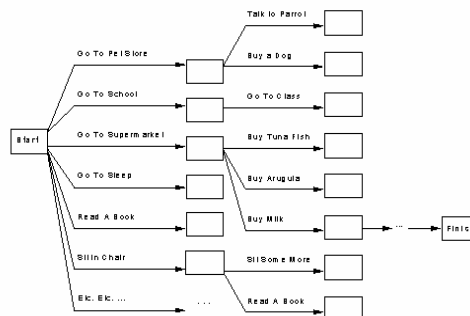 Talk to Parrot
Go To Pet Store
Buy a Dog
Go To School
Go To Class
Go To Supermarket
Buy Tuna Fish
Start
Go To Sleep
Buy Arugula
Read A Book
Buy Milk
...
Finish
Sit in Chair
Sit Some More
Etc. Etc. ...
...
Read A Book